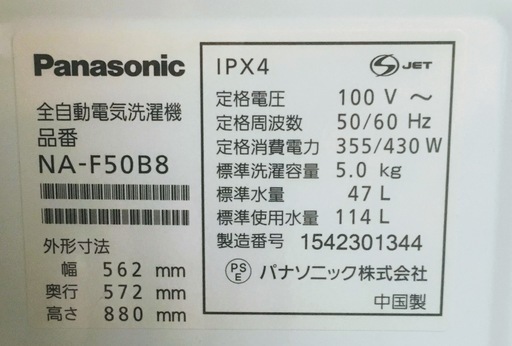 Panasonic
全自動電気洗濯機
品番
NA-F50B8
外形寸法
幅 562 mm
奥行 572 mm
高さ 880 mm
IPX4
S JET
定格電圧 100 V ～
定格周波数 50/60 Hz
定格消費電力 355/430 W
標準洗濯容量 5.0 kg
標準水量 47 L
標準使用水量 114 L
製造番号 1542301344
PS E パナソニック株式会社
中国製